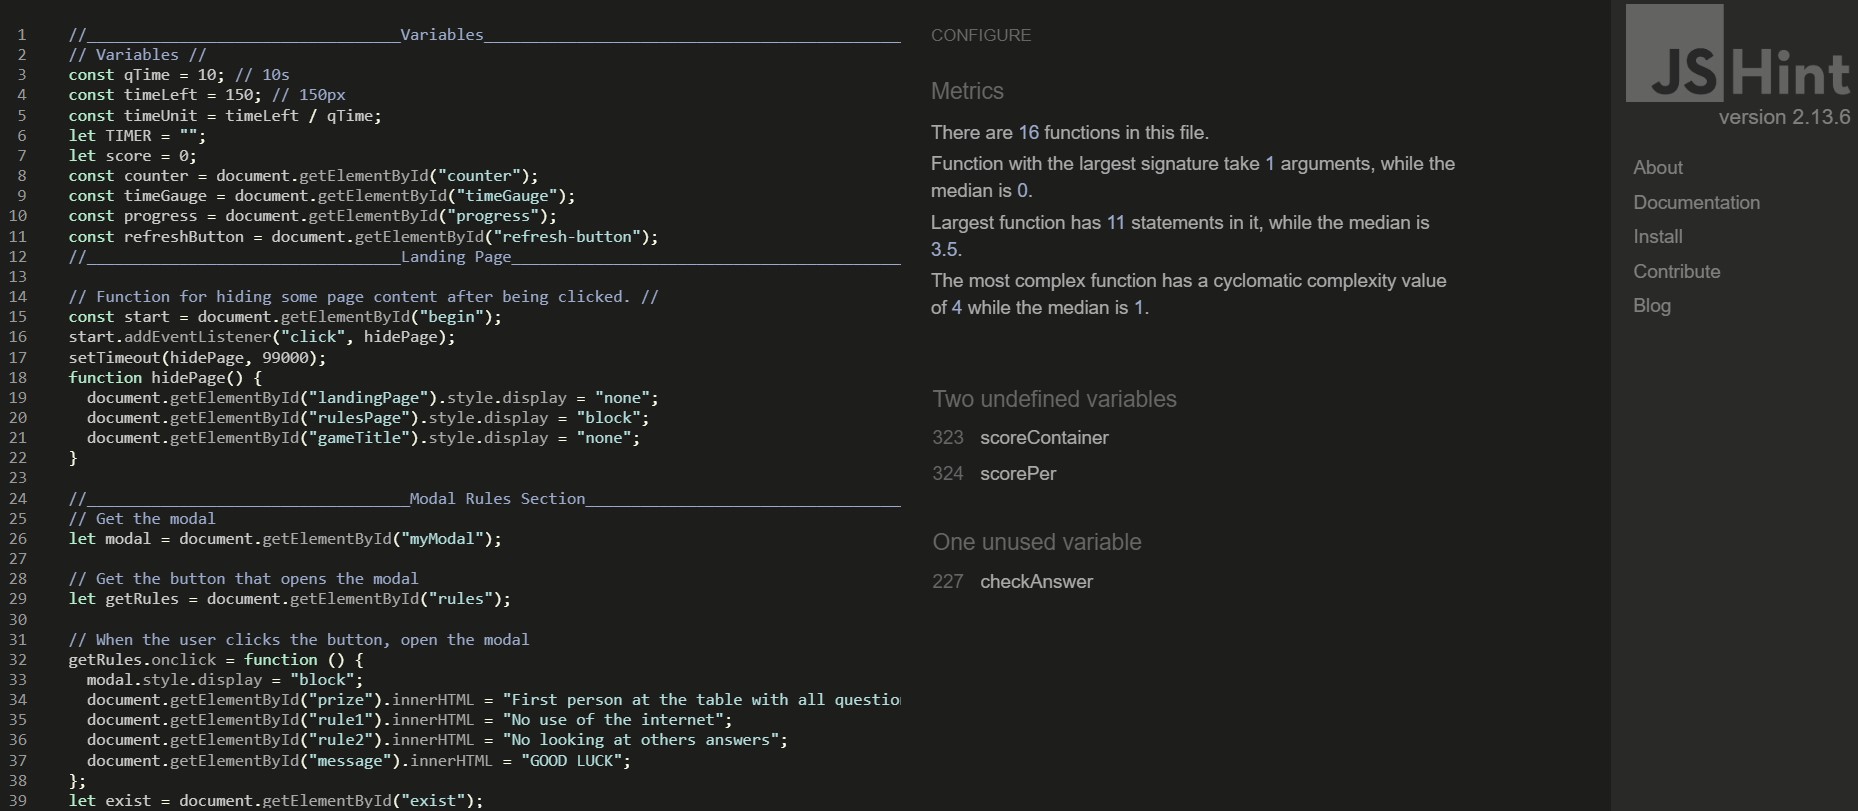 1 //__________________________________Variables_____________________________________________
2 // Variables //
3 const qTime = 10; // 10s
4 const timeLeft = 150; // 150px
5 const timeUnit = timeLeft / qTime;
6 let TIMER = "";
7 let score = 0;
8 const counter = document.getElementById("counter");
9 const timeGauge = document.getElementById("timeGauge");
10 const progress = document.getElementById("progress");
11 const refreshButton = document.getElementById("refresh-button");
12 //__________________________________Landing Page__________________________________________
13
14 // Function for hiding some page content after being clicked. //
15 const start = document.getElementById("begin");
16 start.addEventListener("click", hidePage);
17 setTimeout(hidePage, 99000);
18 function hidePage() {
19 document.getElementById("landingPage").style.display = "none";
20 document.getElementById("rulesPage").style.display = "block";
21 document.getElementById("gameTitle").style.display = "none";
22 }
23
24 //___________________________________Modal Rules Section__________________________________
25 // Get the modal
26 let modal = document.getElementById("myModal");
27
28 // Get the button that opens the modal
29 let getRules = document.getElementById("rules");
30
31 // When the user clicks the button, open the modal
32 getRules.onclick = function () {
33 modal.style.display = "block";
34 document.getElementById("prize").innerHTML = "First person at the table with all questio
35 document.getElementById("rule1").innerHTML = "No use of the internet";
36 document.getElementById("rule2").innerHTML = "No looking at others answers";
37 document.getElementById("message").innerHTML = "GOOD LUCK";
38 };
39 let exist = document.getElementById("exist");
CONFIGURE
Metrics
There are 16 functions in this file.
Function with the largest signature take 1 arguments, while the
median is 0.
Largest function has 11 statements in it, while the median is
3.5.
The most complex function has a cyclomatic complexity value
of 4 while the median is 1.
Two undefined variables
323 scoreContainer
324 scorePer
One unused variable
227 checkAnswer
JSHint
version 2.13.6
About
Documentation
Install
Contribute
Blog